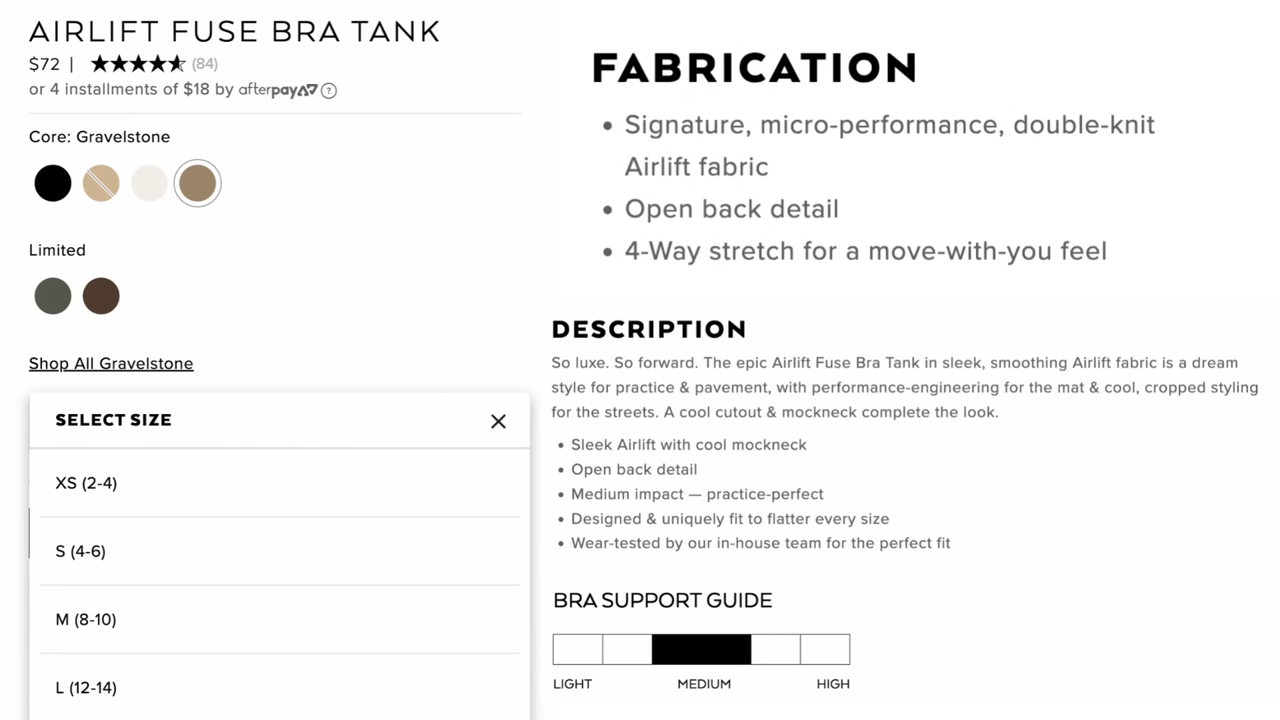 AIRLIFT FUSE BRA TANK
$72 | ★★★★★ (84)
or 4 installments of $18 by afterpay ?
Core: Gravelstone
Limited
Shop All Gravelstone
SELECT SIZE ×
XS (2-4)
S (4-6)
M (8-10)
L (12-14)
FABRICATION
• Signature, micro-performance, double-knit
Airlift fabric
• Open back detail
• 4-Way stretch for a move-with-you feel
DESCRIPTION
So luxe. So forward. The epic Airlift Fuse Bra Tank in sleek, smoothing Airlift fabric is a dream
style for practice & pavement, with performance-engineering for the mat & cool, cropped styling
for the streets. A cool cutout & mockneck complete the look.
• Sleek Airlift with cool mockneck
• Open back detail
• Medium impact — practice-perfect
• Designed & uniquely fit to flatter every size
• Wear-tested by our in-house team for the perfect fit
BRA SUPPORT GUIDE
LIGHT MEDIUM HIGH